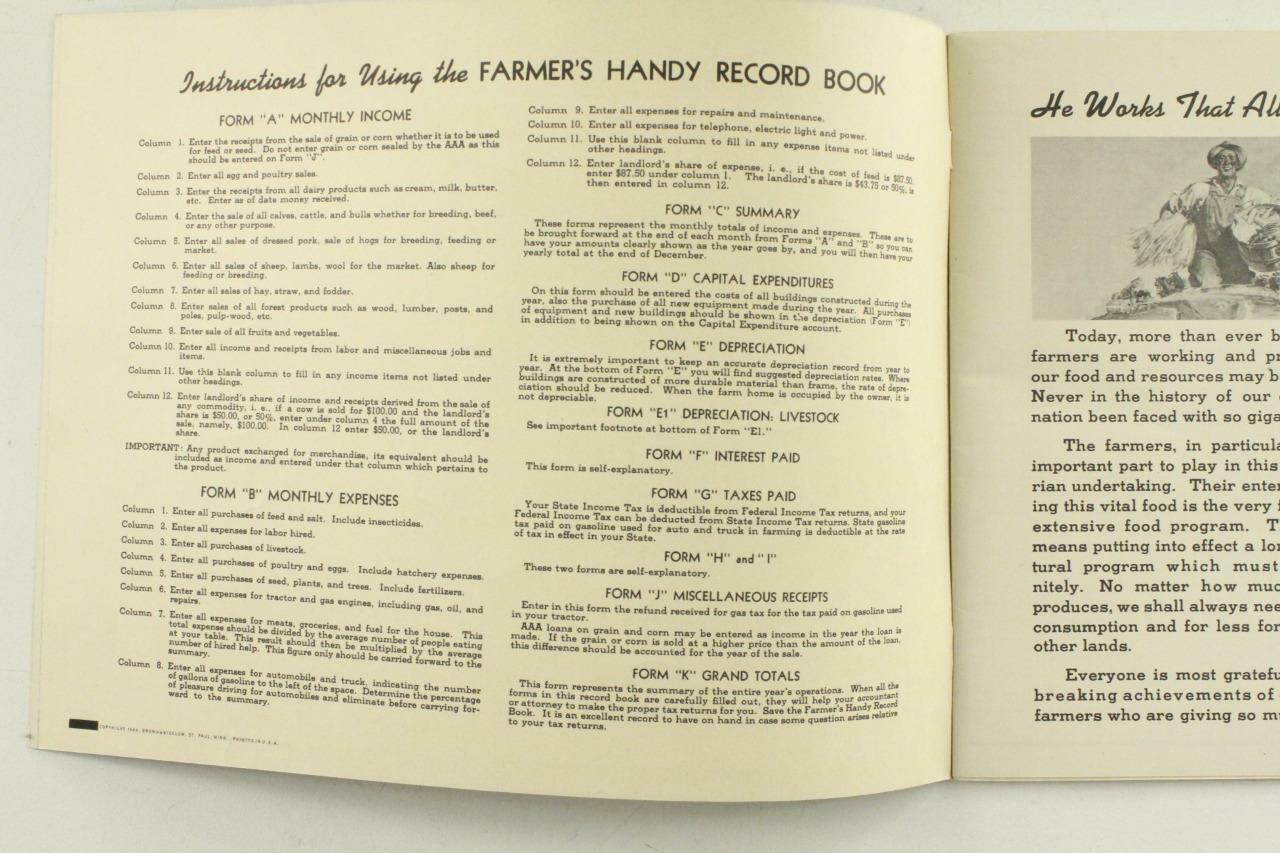 Instructions for Using the FARMER'S HANDY RECORD BOOK
FORM "A" MONTHLY INCOME
Column 1. Enter the receipts from the sale of grain or corn whether it is to be used
for feed or seed. Do not enter grain or corn sealed by the AAA as this
should be entered on Form "J".
Column 2. Enter all egg and poultry sales.
Column 3. Enter the receipts from all dairy products such as cream, milk, butter,
etc. Enter as of date money received.
Column 4. Enter the sale of all calves, cattle, and bulls whether for breeding, beef,
or any other purpose.
Column 5. Enter all sales of dressed pork, sale of hogs for breeding, feeding or
market.
Column 6. Enter all sales of sheep, lambs, wool for the market. Also sheep for
feeding or breeding.
Column 7. Enter all sales of hay, straw, and fodder.
Column 8. Enter sales of all forest products such as wood, lumber, posts, and
poles, pulp-wood, etc.
Column 9. Enter sale of all fruits and vegetables.
Column 10. Enter all income and receipts from labor and miscellaneous jobs and
items.
Column 11. Use this blank column to fill in any income items not listed under
other headings.
Column 12. Enter landlord's share of income and receipts derived from the sale of
any commodity, i. e., if a cow is sold for $100.00 and the landlord's
share is $50.00, or 50%, enter under column 4 the full amount of the
sale, namely, $100.00. In column 12 enter $50.00, or the landlord's
share.
IMPORTANT: Any product exchanged for merchandise, its equivalent should be
included as income and entered under that column which pertains to
the product.
FORM "B" MONTHLY EXPENSES
Column 1. Enter all purchases of feed and salt. Include insecticides.
Column 2. Enter all expenses for labor hired.
Column 3. Enter all purchases of livestock.
Column 4. Enter all purchases of poultry and eggs. Include hatchery expenses.
Column 5. Enter all purchases of seed, plants, and trees. Include fertilizers.
Column 6. Enter all expenses for tractor and gas engines, including gas, oil, and
repairs.
Column 7. Enter all expenses for meats, groceries, and fuel for the house. This
total expense should be divided by the average number of people eating
at your table. This result should then be multiplied by the average
number of hired help. This figure only should be carried forward to the
summary.
Column 8. Enter all expenses for automobile and truck, indicating the number
of gallons of gasoline to the left of the space. Determine the percentage
of pleasure driving for automobiles and eliminate before carrying for-
ward to the summary.
COPYRIGHT BROWN & BIGELOW, ST. PAUL, MINN., PRINTED IN U.S.A.
Column 9. Enter all expenses for repairs and maintenance.
Column 10. Enter all expenses for telephone, electric light and power.
Column 11. Use this blank column to fill in any expense items not listed under
other headings.
Column 12. Enter landlord's share of expense, i. e., if the cost of feed is $87.50,
enter $87.50 under column 1. The landlord's share is $43.75 or 50%, is
then entered in column 12.
FORM "C" SUMMARY
These forms represent the monthly totals of income and expenses. These are to
be brought forward at the end of each month from Forms "A" and "B" so you can
have your amounts clearly shown as the year goes by, and you will then have your
yearly total at the end of December.
FORM "D" CAPITAL EXPENDITURES
On this form should be entered the costs of all buildings constructed during the
year, also the purchase of all new equipment made during the year. All purchases
of equipment and new buildings should be shown in the depreciation (Form "E")
in addition to being shown on the Capital Expenditure account.
FORM "E" DEPRECIATION
It is extremely important to keep an accurate depreciation record from year to
year. At the bottom of Form "E" you will find suggested depreciation rates. Where
buildings are constructed of more durable material than frame, the rate of depre-
ciation should be reduced. When the farm home is occupied by the owner, it is
not depreciable.
FORM "E1" DEPRECIATION: LIVESTOCK
See important footnote at bottom of Form "E1."
FORM "F" INTEREST PAID
This form is self-explanatory.
FORM "G" TAXES PAID
Your State Income Tax is deductible from Federal Income Tax returns, and your
Federal Income Tax can be deducted from State Income Tax returns. State gasoline
tax paid on gasoline used for auto and truck in farming is deductible at the rate
of tax in effect in your State.
FORM "H" and "I"
These two forms are self-explanatory.
FORM "J" MISCELLANEOUS RECEIPTS
Enter in this form the refund received for gas tax for the tax paid on gasoline used
in your tractor.
AAA loans on grain and corn may be entered as income in the year the loan is
made. If the grain or corn is sold at a higher price than the amount of the loan,
this difference should be accounted for the year of the sale.
FORM "K" GRAND TOTALS
This form represents the summary of the entire year's operations. When all the
forms in this record book are carefully filled out, they will help your accountant
or attorney to make the proper tax returns for you. Save the Farmer's Handy Record
Book. It is an excellent record to have on hand in case some question arises relative
to your tax returns.
He Works That Al
Today, more than ever b
farmers are working and pr
our food and resources may b
Never in the history of our
nation been faced with so giga
The farmers, in particula
important part to play in this
rian undertaking. Their enter
ing this vital food is the very f
extensive food program. T
means putting into effect a lon
tural program which must
nitely. No matter how muc
produces, we shall always nee
consumption and for less for
other lands.
Everyone is most gratefu
breaking achievements of
farmers who are giving so mu